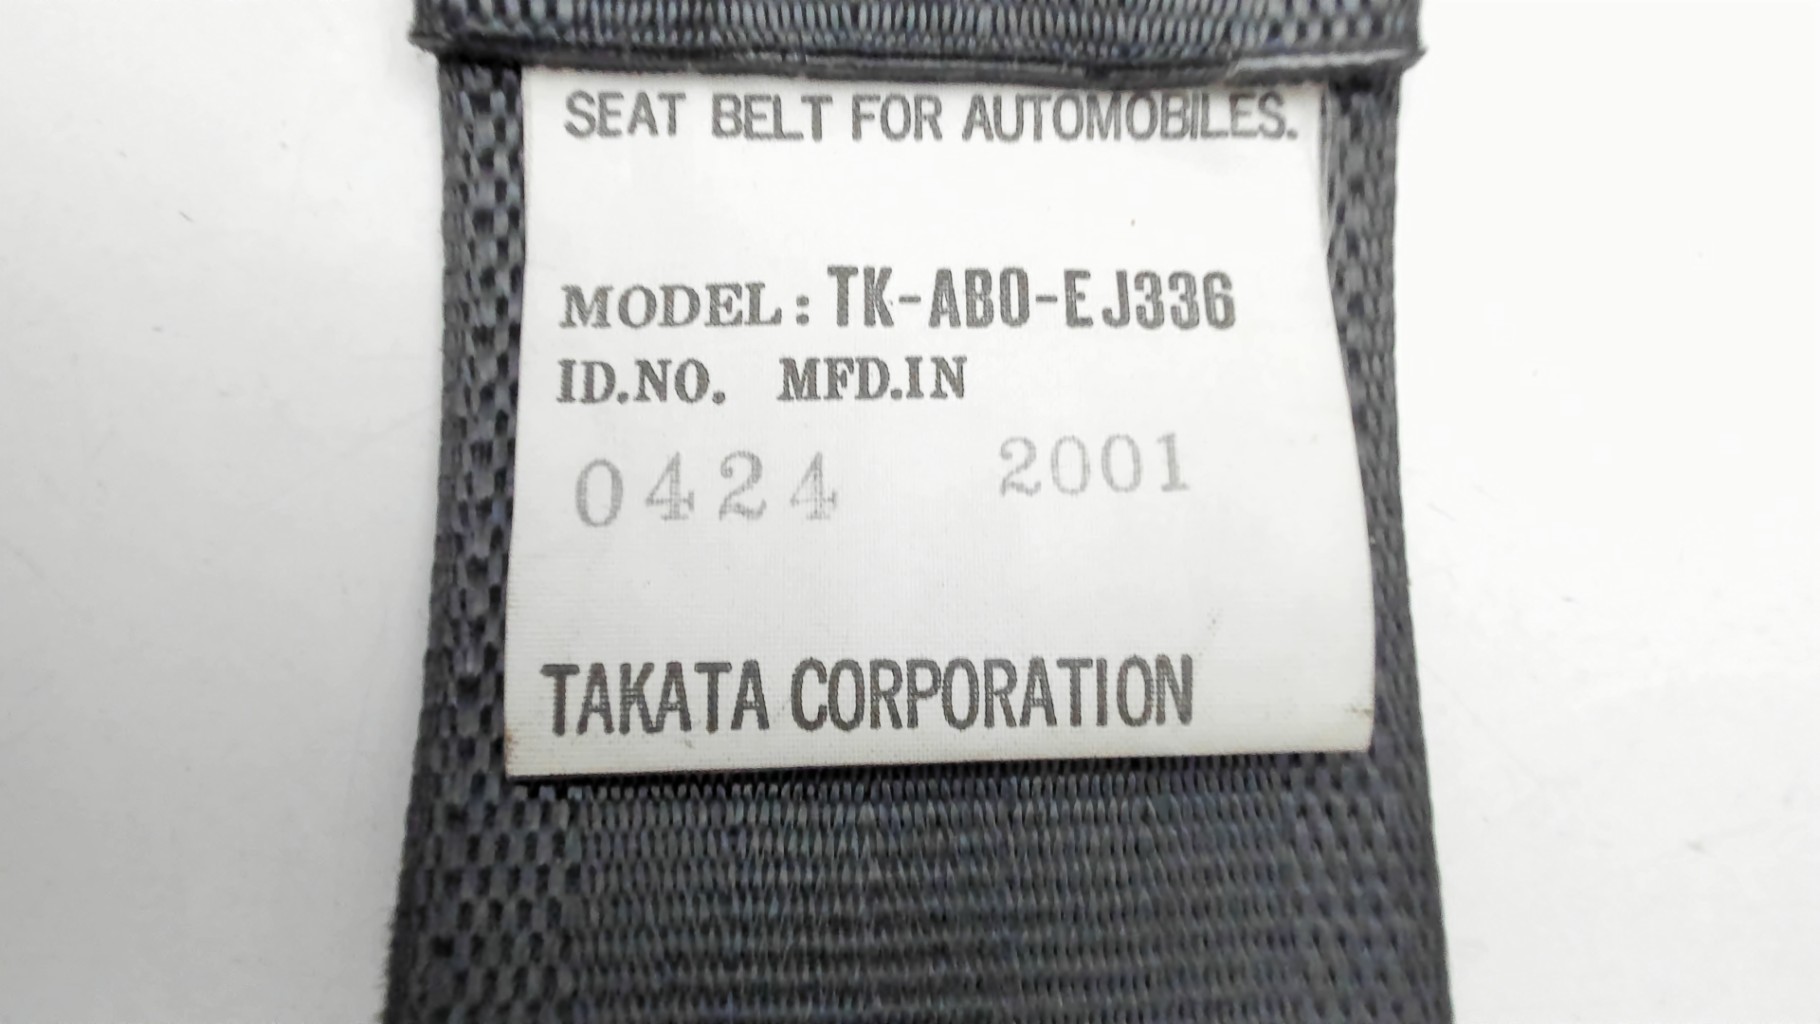 SEAT BELT FOR AUTOMOBILES.
MODEL: TK-AB0-EJ336
ID.NO. MFD.IN
0424 2001
TAKATA CORPORATION